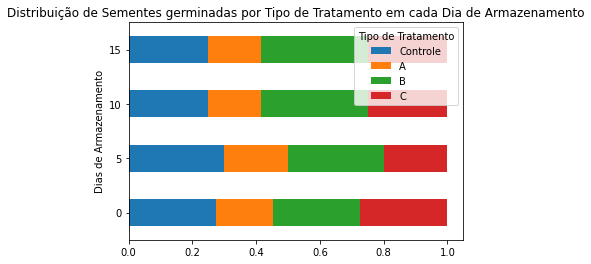 Distribuição de Sementes germinadas por Tipo de Tratamento em cada Dia de Armazenamento
Tipo de Tratamento
Controle
A
B
C
Dias de Armazenamento
15
10
5
0
0.0 0.2 0.4 0.6 0.8 1.0